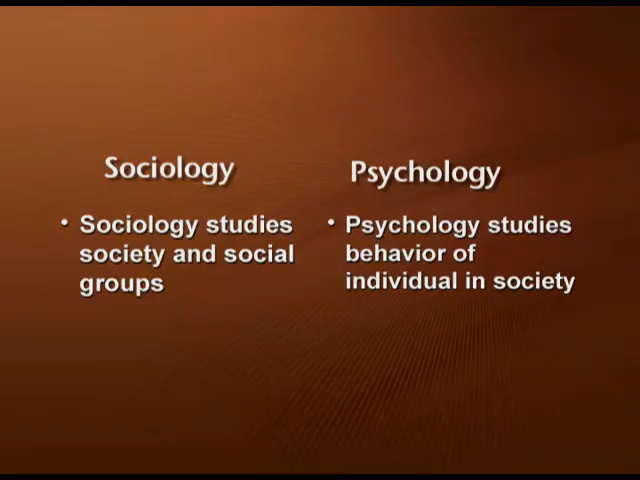 Sociology
• Sociology studies
society and social
groups
Psychology
• Psychology studies
behavior of
individual in society